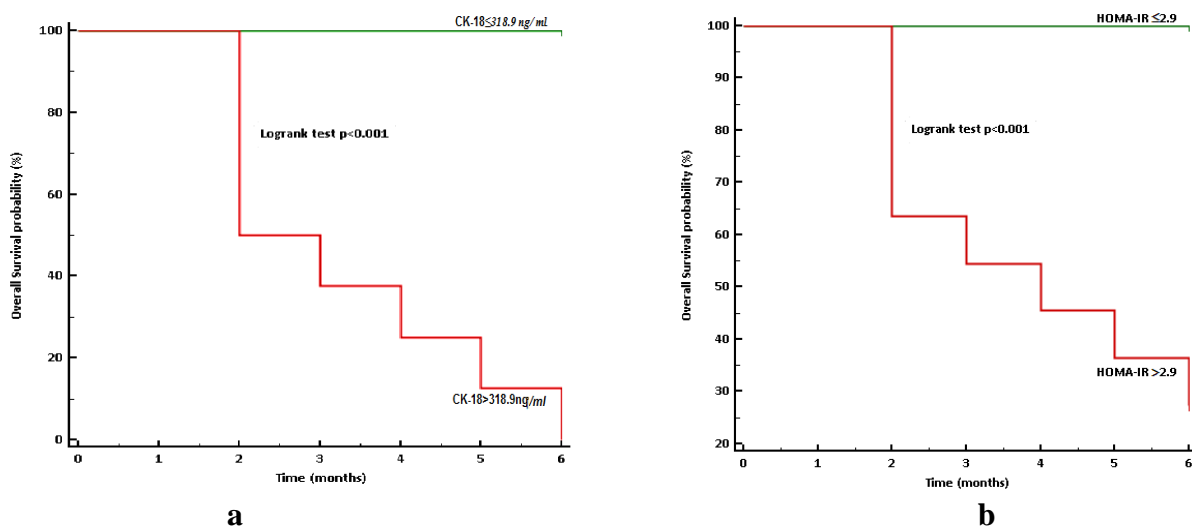 CK-18≤318.9 ng/ml
100
80
60
40
20
0
Overall Survival probability (%)
Logrank test p<0.001
CK-18>318.9ng/ml
0 1 2 3 4 5 6
Time (months)
a
HOMA-IR ≤2.9
100
90
80
70
60
50
40
30
20
Overall Survival probability (%)
Logrank test p<0.001
HOMA-IR >2.9
0 1 2 3 4 5 6
Time (months)
b